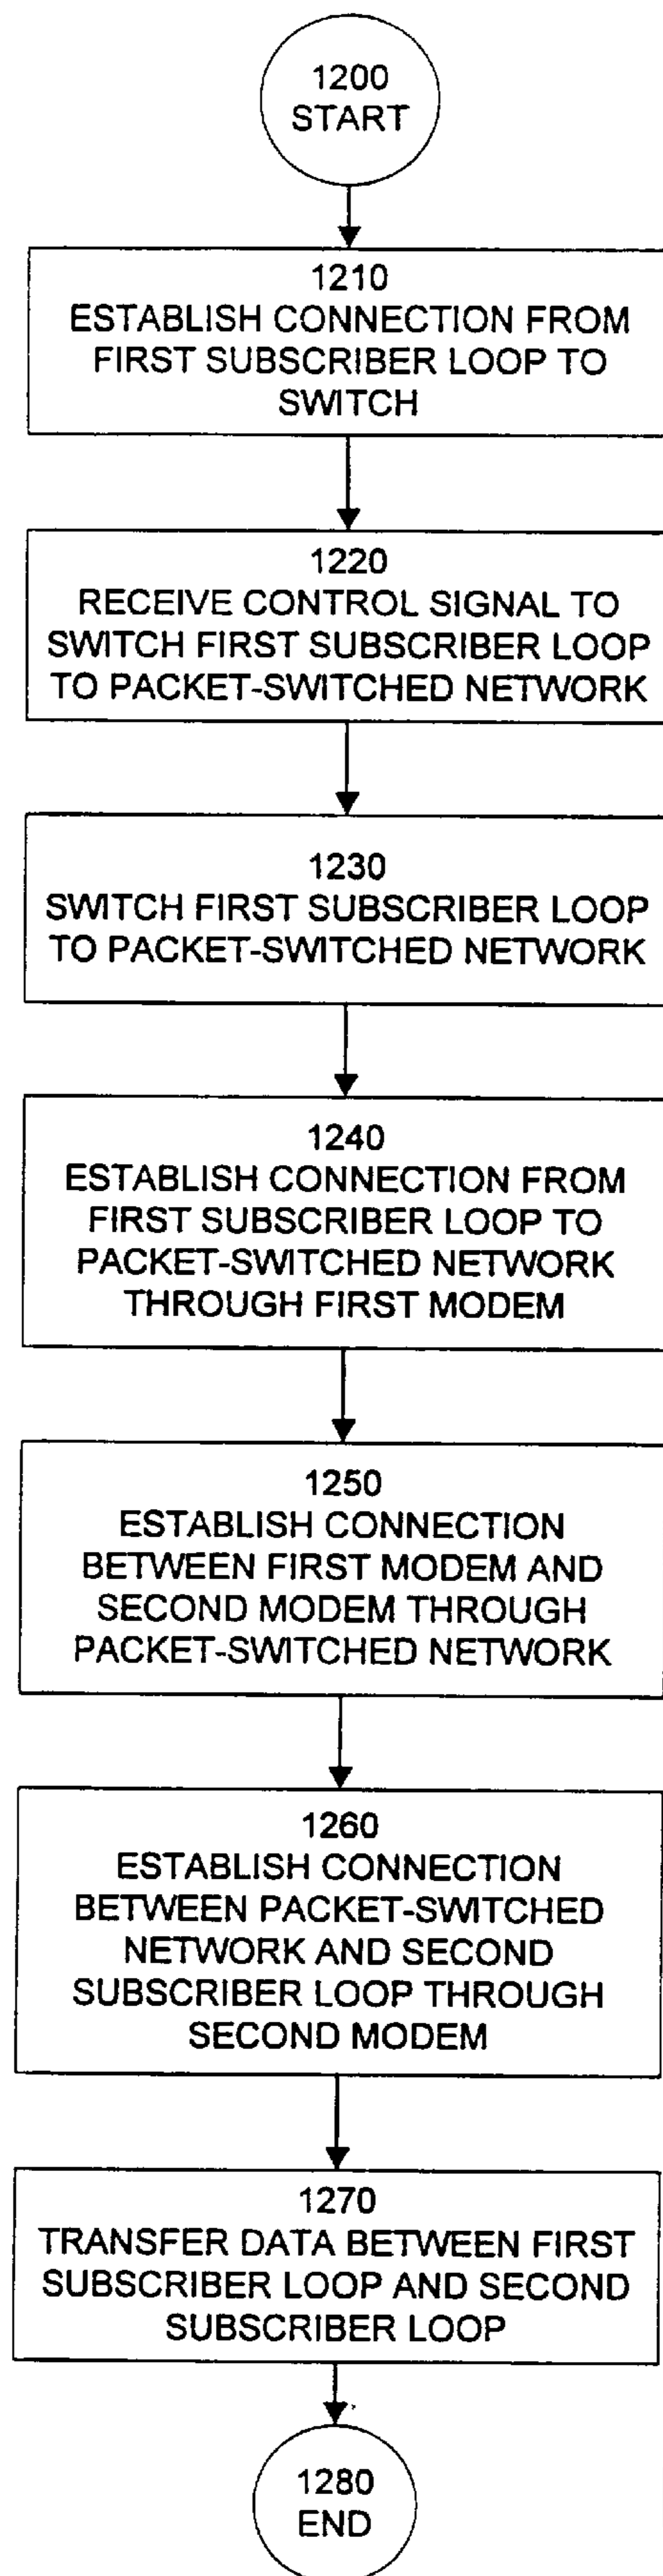 1200
START
1210
ESTABLISH CONNECTION FROM
FIRST SUBSCRIBER LOOP TO
SWITCH
1220
RECEIVE CONTROL SIGNAL TO
SWITCH FIRST SUBSCRIBER LOOP
TO PACKET-SWITCHED NETWORK
1230
SWITCH FIRST SUBSCRIBER LOOP
TO PACKET-SWITCHED NETWORK
1240
ESTABLISH CONNECTION FROM
FIRST SUBSCRIBER LOOP TO
PACKET-SWITCHED NETWORK
THROUGH FIRST MODEM
1250
ESTABLISH CONNECTION
BETWEEN FIRST MODEM AND
SECOND MODEM THROUGH
PACKET-SWITCHED NETWORK
1260
ESTABLISH CONNECTION
BETWEEN PACKET-SWITCHED
NETWORK AND SECOND
SUBSCRIBER LOOP THROUGH
SECOND MODEM
1270
TRANSFER DATA BETWEEN FIRST
SUBSCRIBER LOOP AND SECOND
SUBSCRIBER LOOP
1280
END